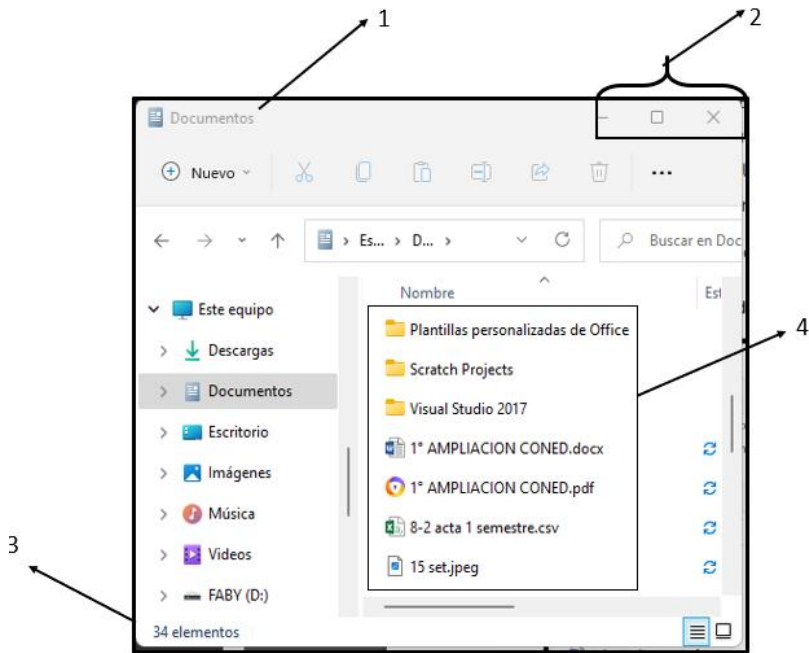 1
2
Documentos
Nuevo
Es... > D... >
Buscar en Doc
Nombre
Est
Este equipo
Descargas
Documentos
Escritorio
Imágenes
Música
Videos
FABY (D:)
Plantillas personalizadas de Office
Scratch Projects
Visual Studio 2017
1° AMPLIACION CONED.docx
1° AMPLIACION CONED.pdf
8-2 acta 1 semestre.csv
15 set.jpeg
4
3
34 elementos